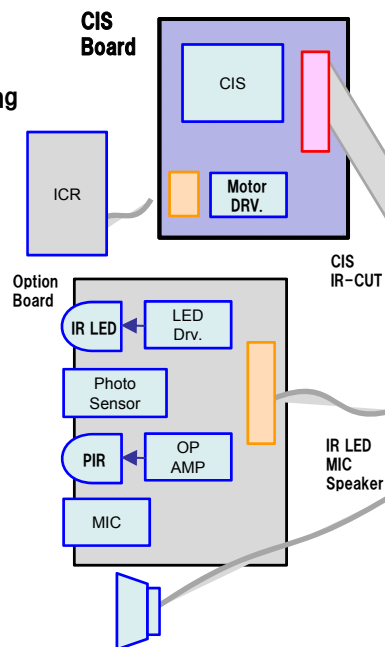 CIS
Board
ng
CIS
ICR
Motor
DRV.
CIS
IR-CUT
Option
Board
IR LED
LED
Drv.
Photo
Sensor
PIR
OP
AMP
IR LED
MIC
Speaker
MIC